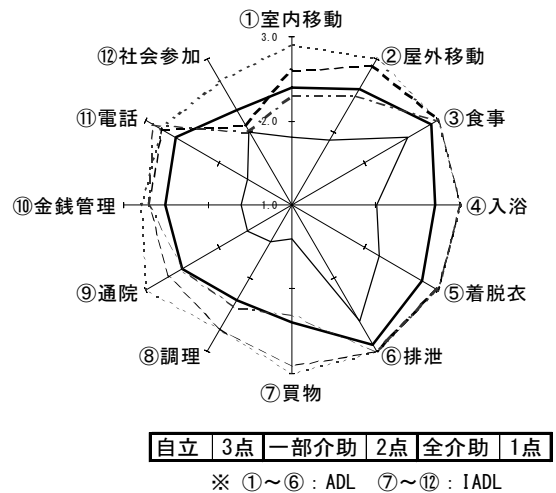 ①室内移動
3.0
②屋外移動
⑫社会参加
⑪電話
2.0
③食事
⑩金銭管理
1.0
④入浴
⑨通院
⑤着脱衣
⑧調理
⑥排泄
⑦買物
自立 3点 一部介助 2点 全介助 1点
※ ①～⑥：ADL ⑦～⑫：IADL